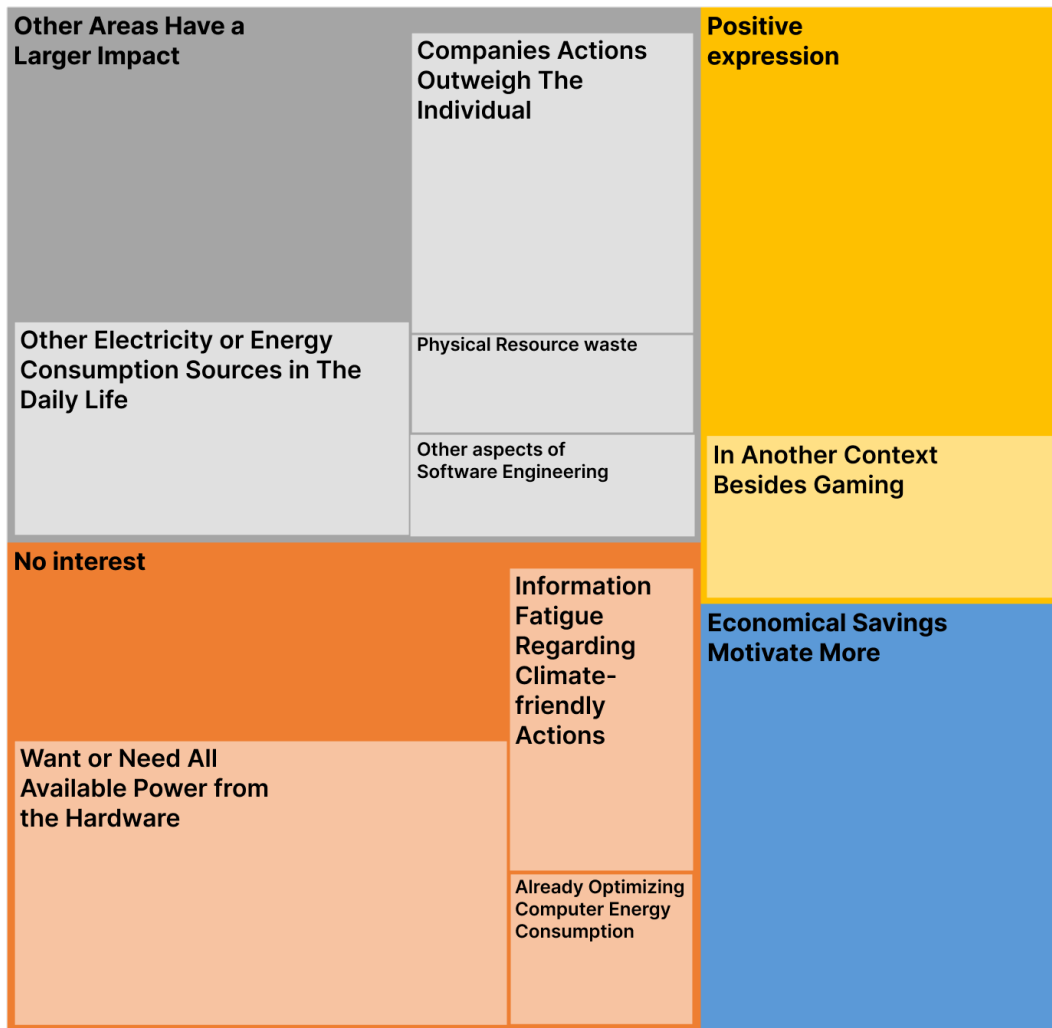 Other Areas Have a
Larger Impact
Companies Actions
Outweigh The
Individual
Physical Resource waste
Other aspects of
Software Engineering
Other Electricity or Energy
Consumption Sources in The
Daily Life
Positive
expression
In Another Context
Besides Gaming
No interest
Information
Fatigue
Regarding
Climate-
friendly
Actions
Want or Need All
Available Power from
the Hardware
Already Optimizing
Computer Energy
Consumption
Economical Savings
Motivate More